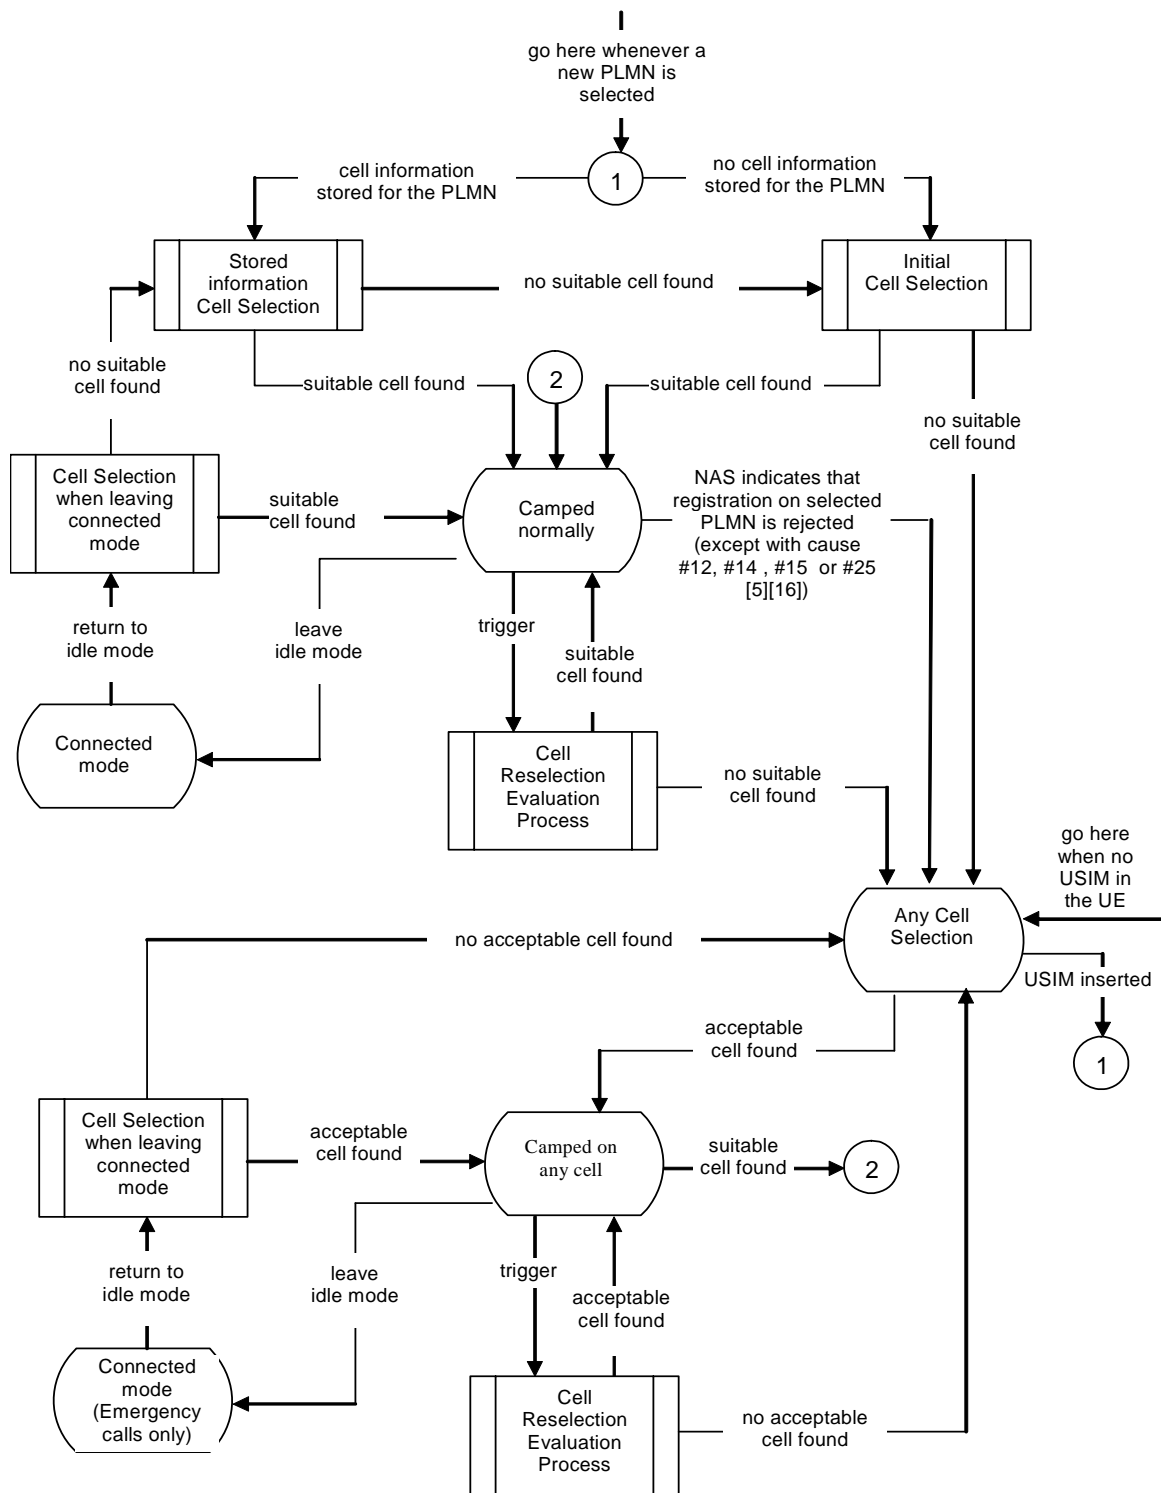 go here whenever a
new PLMN is
selected
cell information
stored for the PLMN
1
no cell information
stored for the PLMN
Stored
information
Cell Selection
no suitable cell found
Initial
Cell Selection
no suitable
cell found
suitable cell found
2
suitable cell found
no suitable
cell found
Cell Selection
when leaving
connected
mode
suitable
cell found
Camped
normally
NAS indicates that
registration on selected
PLMN is rejected
(except with cause
#12, #14 , #15 or #25
[5][16])
return to
idle mode
leave
idle mode
trigger
suitable
cell found
Connected
mode
Cell
Reselection
Evaluation
Process
no suitable
cell found
go here
when no
USIM in
the UE
Any Cell
Selection
no acceptable cell found
USIM inserted
acceptable
cell found
1
Cell Selection
when leaving
connected
mode
acceptable
cell found
Camped on
any cell
suitable
cell found
2
return to
idle mode
leave
idle mode
trigger
acceptable
cell found
Connected
mode
(Emergency
calls only)
Cell
Reselection
Evaluation
Process
no acceptable
cell found